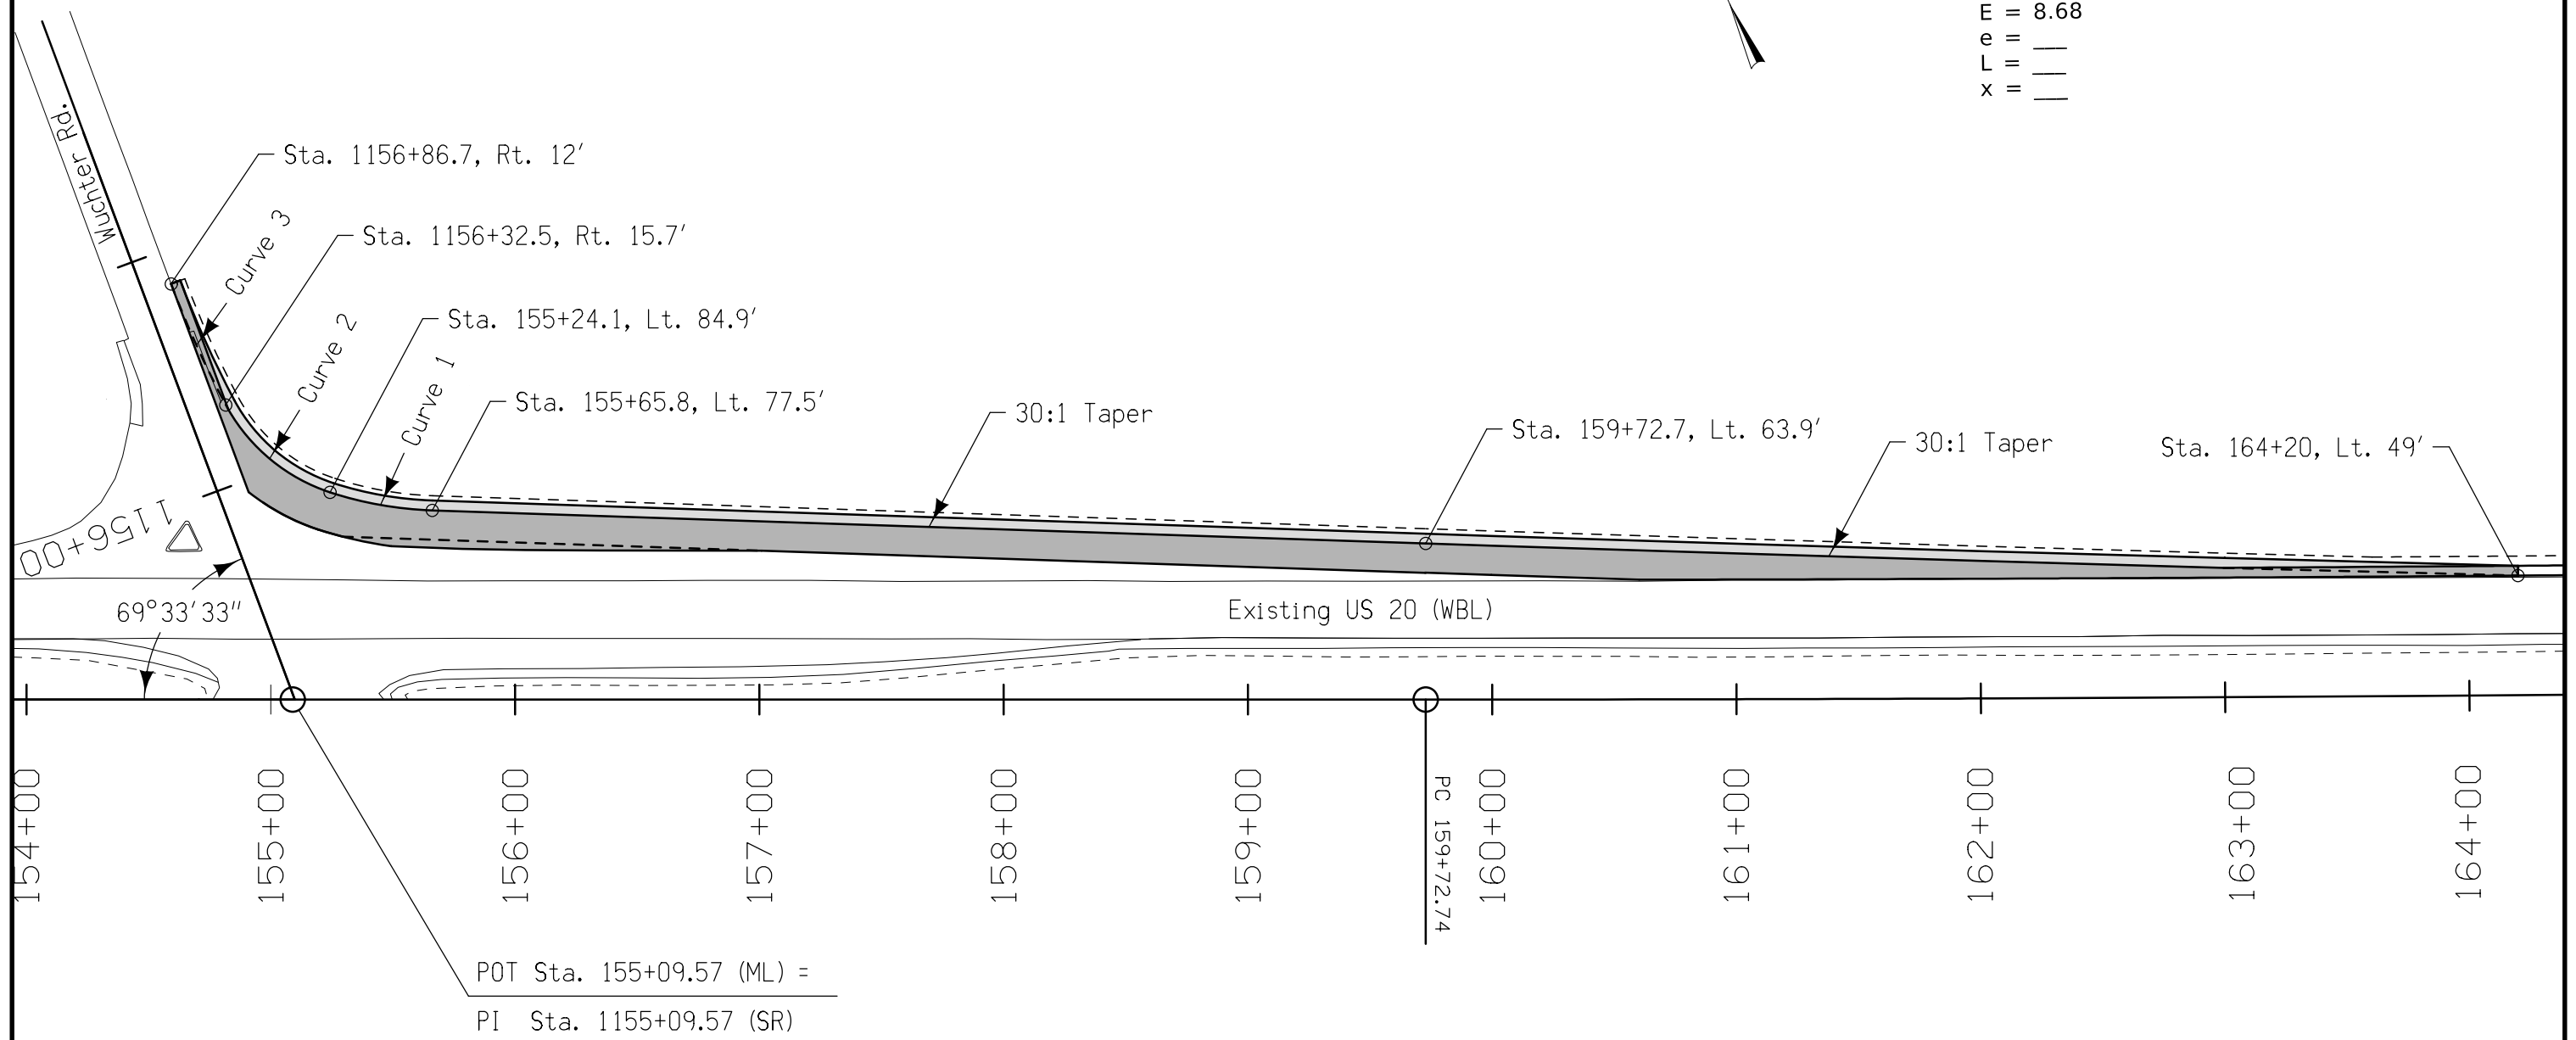 E = 8.68
e = ___
L = ___
x = ___
Wuchter Rd.
Sta. 1156+86.7, Rt. 12′
Curve 3
Sta. 1156+32.5, Rt. 15.7′
Curve 2
Sta. 155+24.1, Lt. 84.9′
Curve 1
Sta. 155+65.8, Lt. 77.5′
30:1 Taper
Sta. 159+72.7, Lt. 63.9′
30:1 Taper
Sta. 164+20, Lt. 49′
1156+00
69°33′33″
Existing US 20 (WBL)
154+00
155+00
156+00
157+00
158+00
159+00
PC 159+72.74
160+00
161+00
162+00
163+00
164+00
POT Sta. 155+09.57 (ML) =
PI Sta. 1155+09.57 (SR)